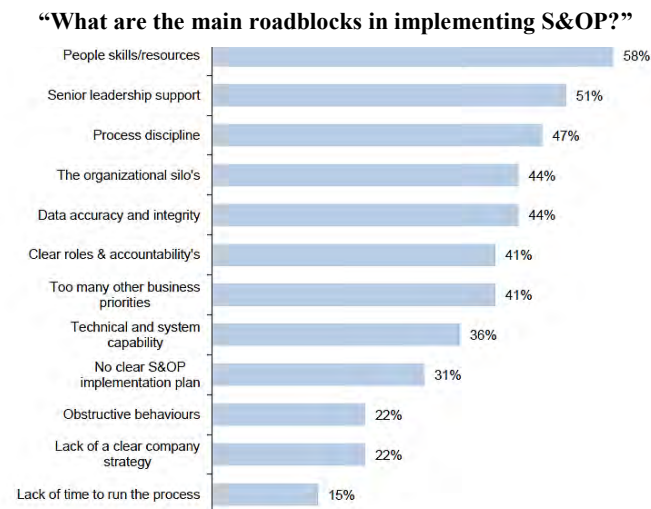 “What are the main roadblocks in implementing S&OP?”
People skills/resources 58%
Senior leadership support 51%
Process discipline 47%
The organizational silo's 44%
Data accuracy and integrity 44%
Clear roles & accountability's 41%
Too many other business
priorities 41%
Technical and system
capability 36%
No clear S&OP
implementation plan 31%
Obstructive behaviours 22%
Lack of a clear company
strategy 22%
Lack of time to run the process 15%